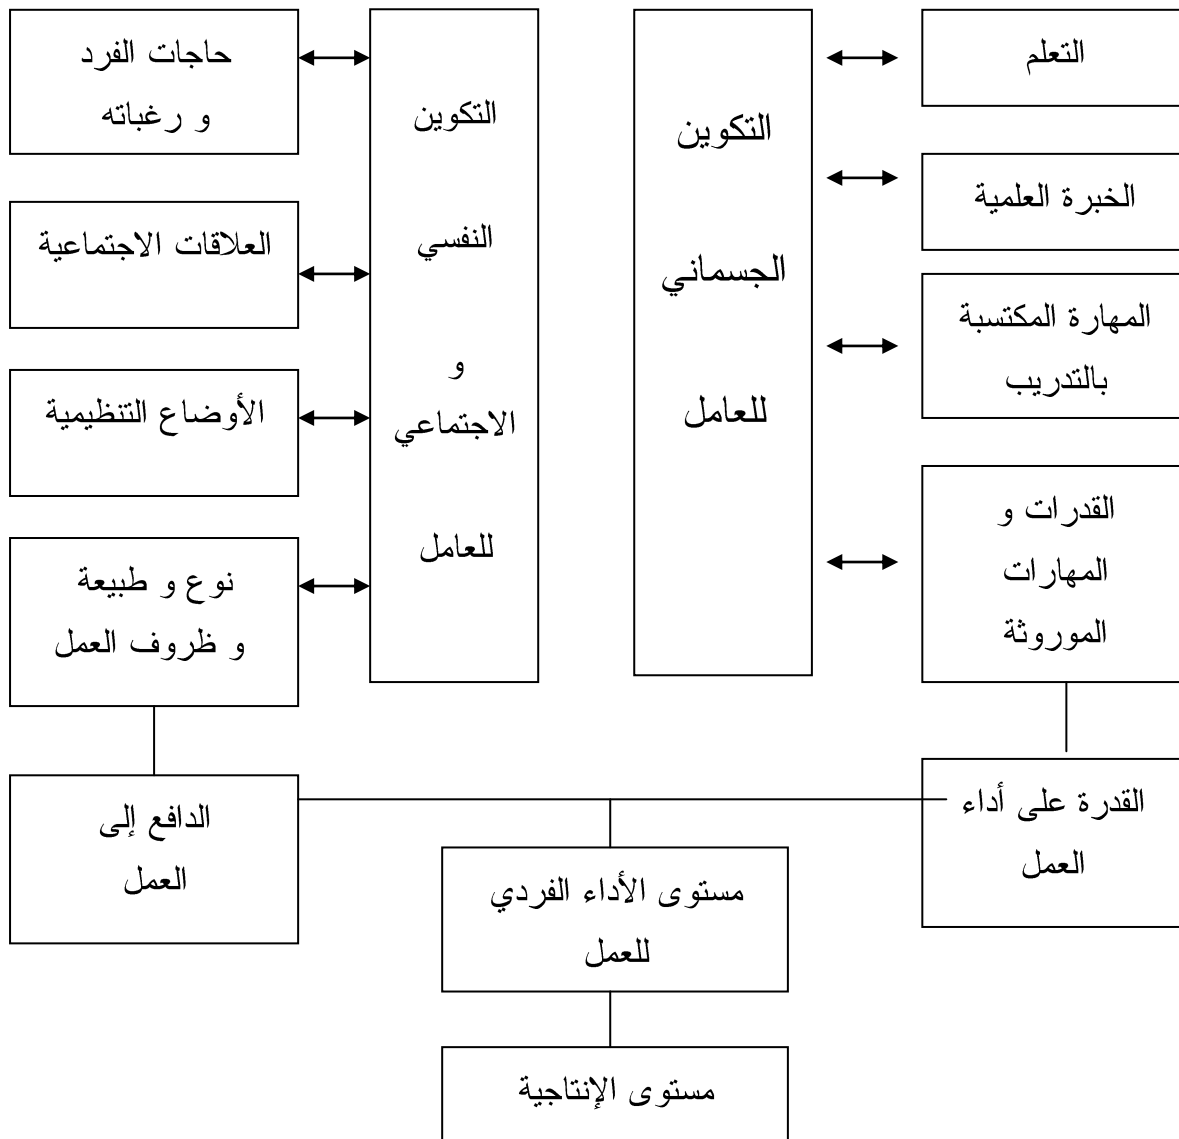 التعلم
الخبرة العلمية
المهارة المكتسبة
بالتدريب
القدرات و
المهارات
الموروثة
التكوين
الجسماني
للعامل
التكوين
النفسي
و
الاجتماعي
للعامل
حاجات الفرد
و رغباته
العلاقات الاجتماعية
الأوضاع التنظيمية
نوع و طبيعة
و ظروف العمل
القدرة على أداء
العمل
الدافع إلى
العمل
مستوى الأداء الفردي
للعمل
مستوى الإنتاجية